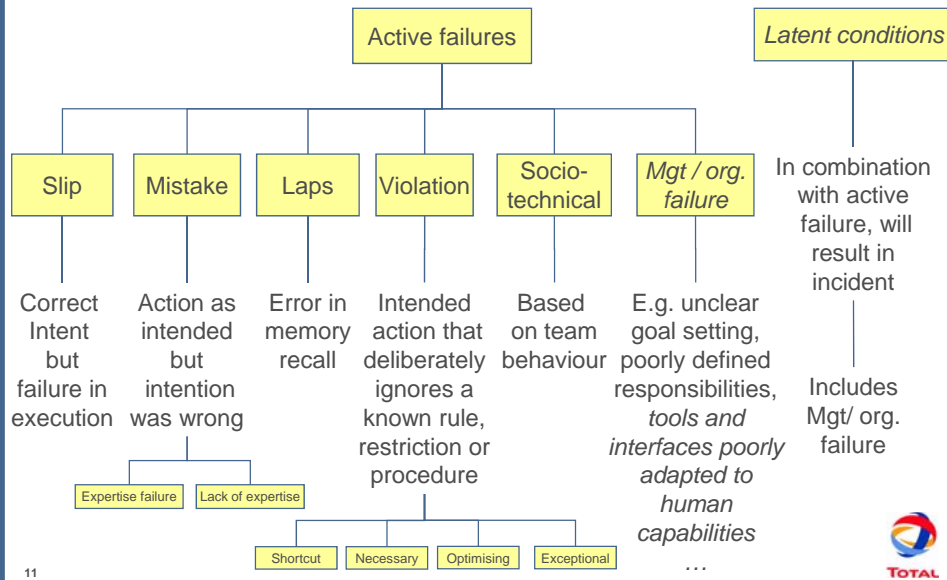 Active failures
Latent conditions
Slip
Mistake
Laps
Violation
Socio-
technical
Mgt / org.
failure
Correct
Intent
but
failure in
execution
Action as
intended
but
intention
was wrong
Error in
memory
recall
Intended
action that
deliberately
ignores a
known rule,
restriction or
procedure
Based
on team
behaviour
E.g. unclear
goal setting,
poorly defined
responsibilities,
tools and
interfaces poorly
adapted to
human
capabilities
…
In combination
with active
failure, will
result in
incident
Includes
Mgt/ org.
failure
Expertise failure
Lack of expertise
Shortcut
Necessary
Optimising
Exceptional
11
TOTAL